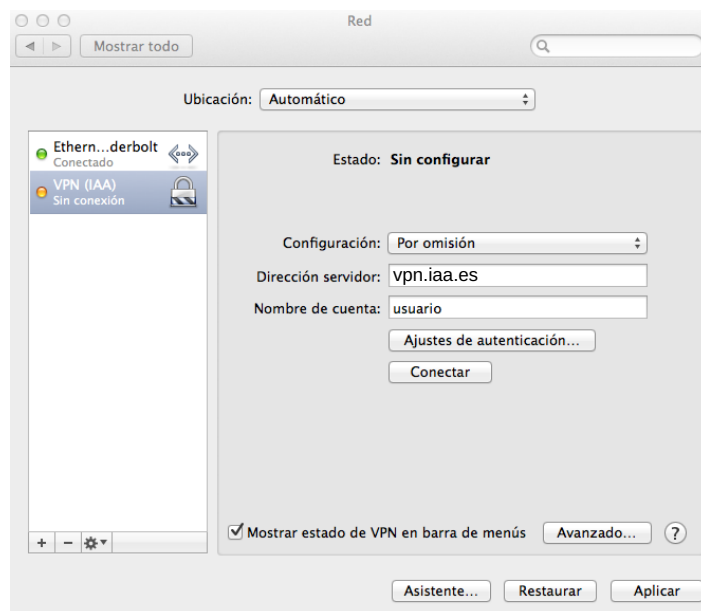 Red
Mostrar todo
Ubicación: Automático
Ethern...derbolt
Conectado
VPN (IAA)
Sin conexión
Estado: Sin configurar
Configuración: Por omisión
Dirección servidor: vpn.iaa.es
Nombre de cuenta: usuario
Ajustes de autenticación...
Conectar
Mostrar estado de VPN en barra de menús
Avanzado...
?
+ −
Asistente... Restaurar Aplicar